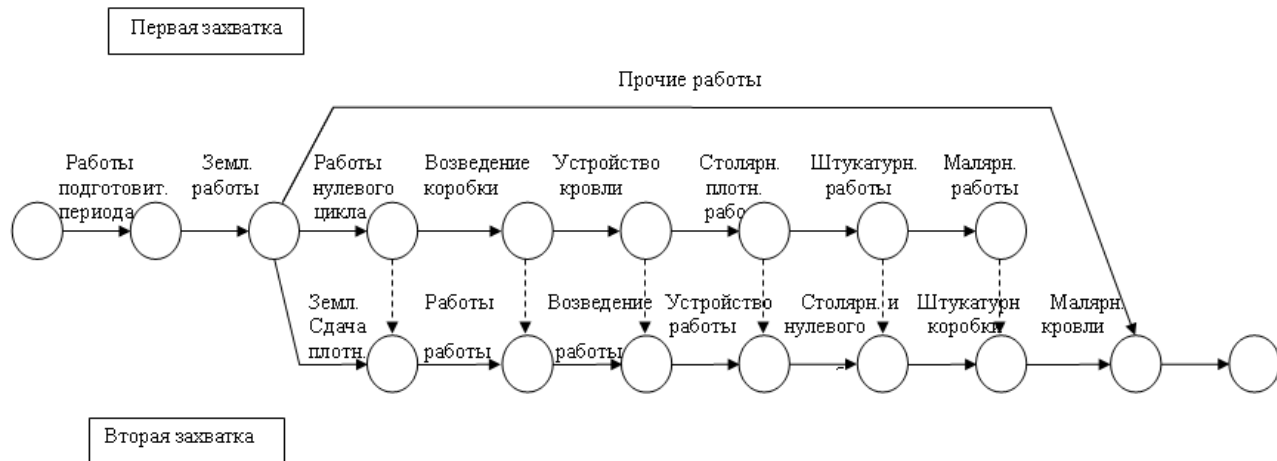 Первая захватка
Прочие работы
Работы подготовит. периода
Земл. работы
Работы нулевого цикла
Возведение коробки
Устройство кровли
Столярн. плотн. рабо
Штукатурн. работы
Малярн. работы
Земл. Работы Возведение Устройство Столярн. и Штукатурн Малярн.
Сдача работы нулевого коробки кровли
плотн. работы работы
Вторая захватка